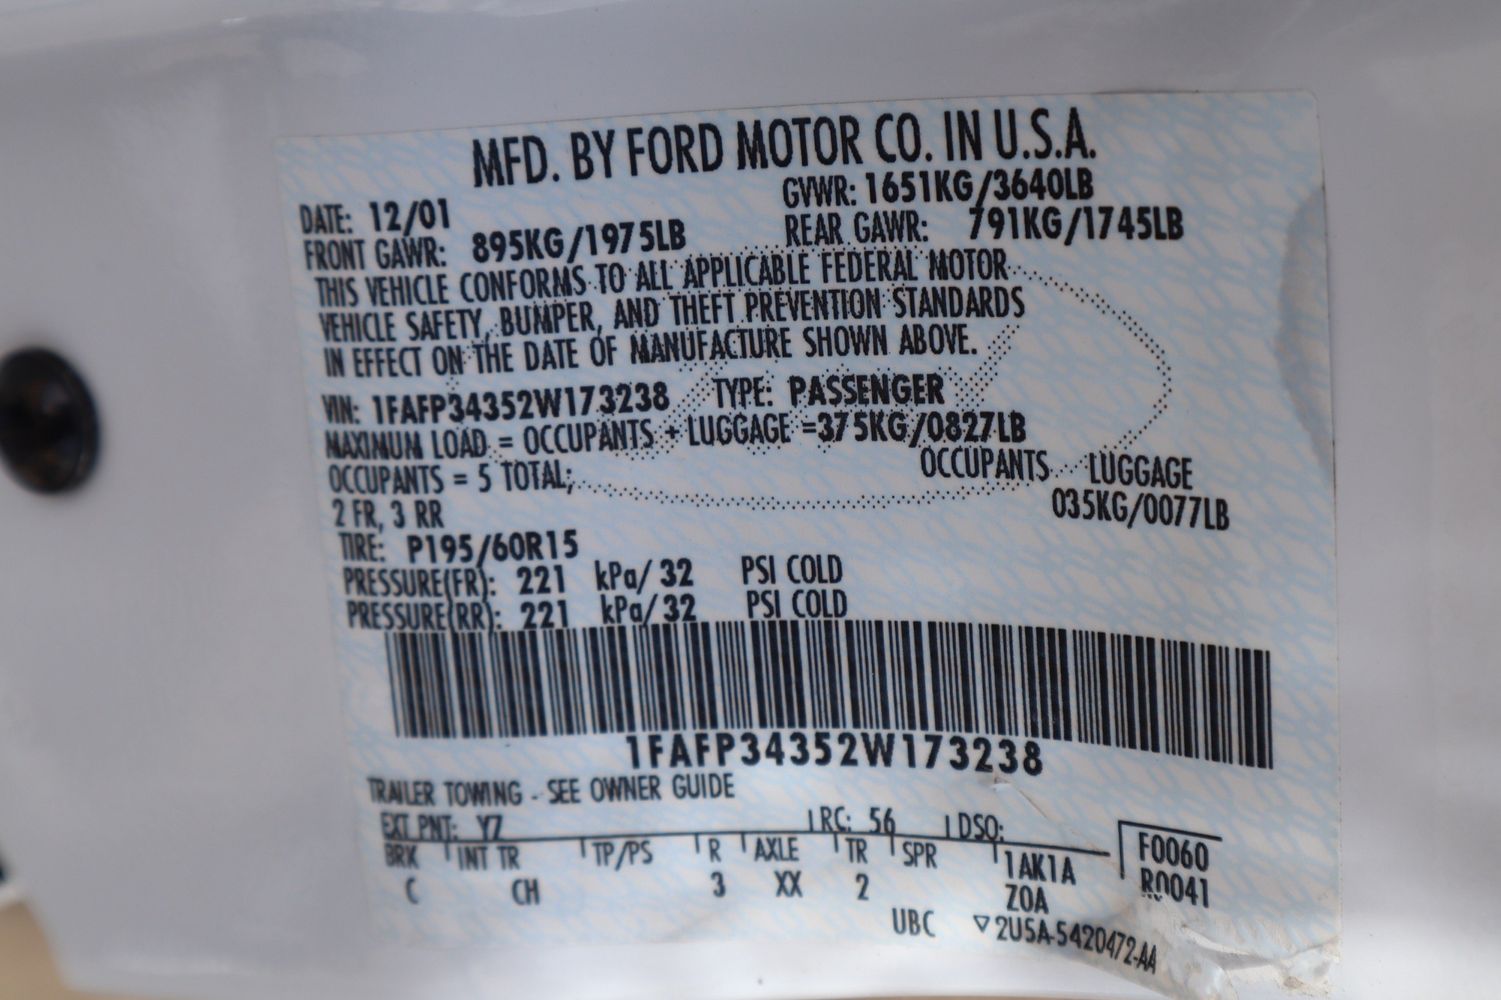 MFD. BY FORD MOTOR CO. IN U.S.A.
DATE: 12/01 GVWR: 1651KG/3640LB
FRONT GAWR: 895KG/1975LB REAR GAWR: 791KG/1745LB
THIS VEHICLE CONFORMS TO ALL APPLICABLE FEDERAL MOTOR
VEHICLE SAFETY, BUMPER, AND THEFT PREVENTION STANDARDS
IN EFFECT ON THE DATE OF MANUFACTURE SHOWN ABOVE.
VIN: 1FAFP34352W173238 TYPE: PASSENGER
MAXIMUM LOAD = OCCUPANTS + LUGGAGE =375KG/0827LB
OCCUPANTS = 5 TOTAL; OCCUPANTS LUGGAGE
2 FR, 3 RR 035KG/0077LB
TIRE: P195/60R15
PRESSURE(FR): 221 kPa/ 32 PSI COLD
PRESSURE(RR): 221 kPa/ 32 PSI COLD
1FAFP34352W173238
TRAILER TOWING - SEE OWNER GUIDE
EXT PNT: YZ RC: 56 DSO: F0060
BRK INT TR TP/PS R AXLE TR SPR 1AK1A R0041
C CH 3 XX 2 Z0A
UBC ▽2U5A-5420472-AA